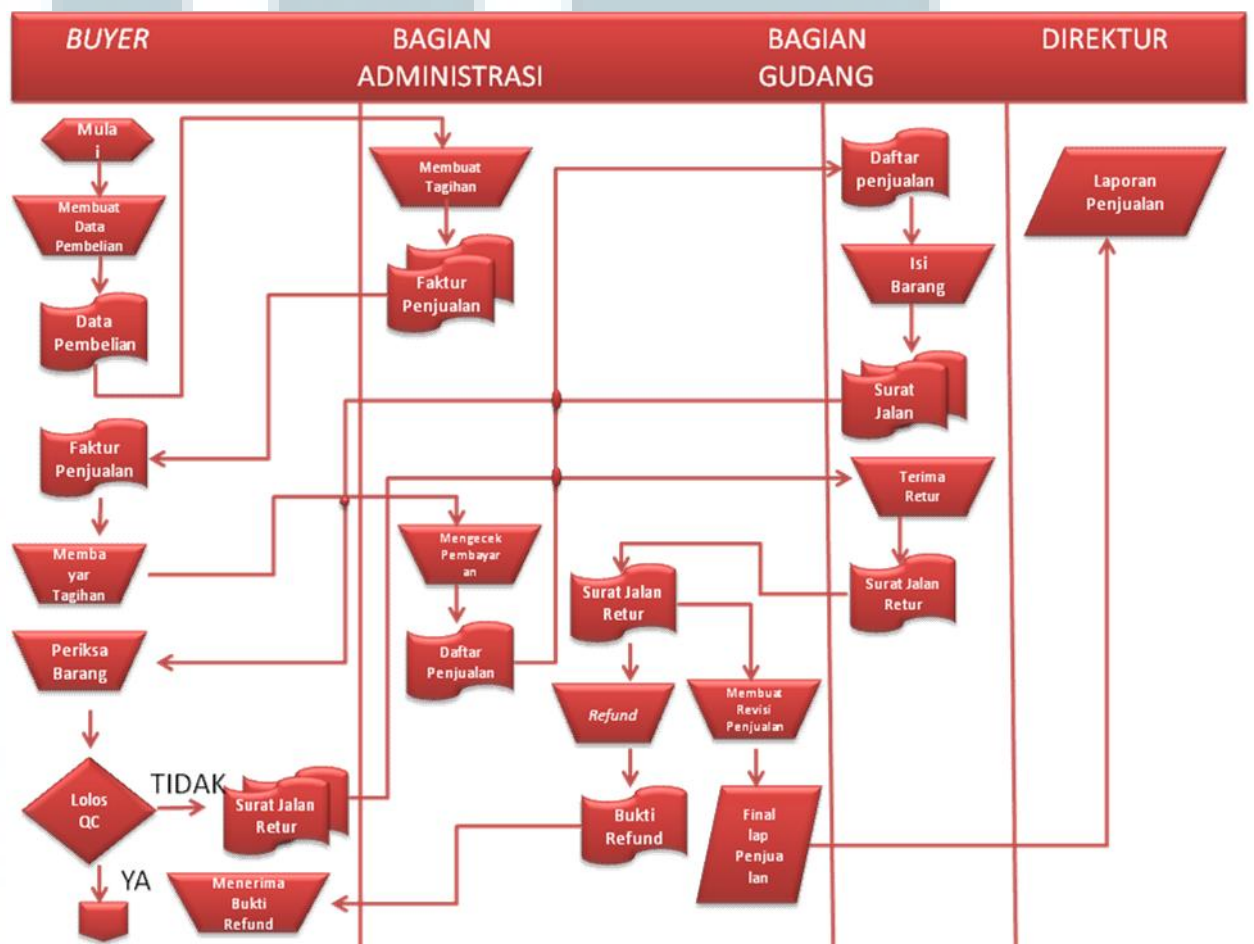 BUYER
BAGIAN
ADMINISTRASI
BAGIAN
GUDANG
DIREKTUR
Mula
i
Membuat
Data
Pembelian
Data
Pembelian
Faktur
Penjualan
Memba
yar
Tagihan
Periksa
Barang
Lolos
QC
TIDAK
YA
Surat Jalan
Retur
Menerima
Bukti
Refund
Membuat
Tagihan
Faktur
Penjualan
Mengecek
Pembayar
an
Daftar
Penjualan
Surat Jalan
Retur
Refund
Bukti
Refund
Membuat
Revisi
Penjualan
Final
lap
Penjua
lan
Daftar
penjualan
Isi
Barang
Surat
Jalan
Terima
Retur
Surat Jalan
Retur
Laporan
Penjualan